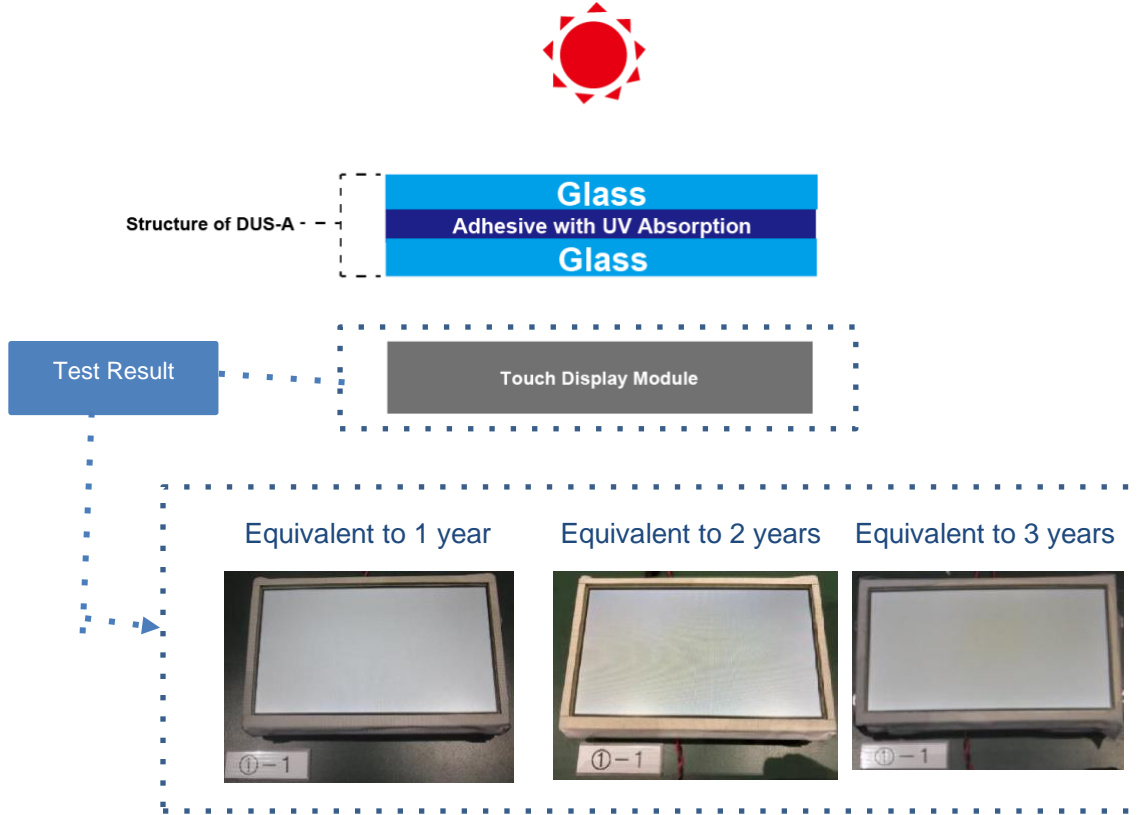 Glass
Structure of DUS-A
Adhesive with UV Absorption
Glass
Test Result
Touch Display Module
Equivalent to 1 year
Equivalent to 2 years
Equivalent to 3 years
①-1
①-1
①-1